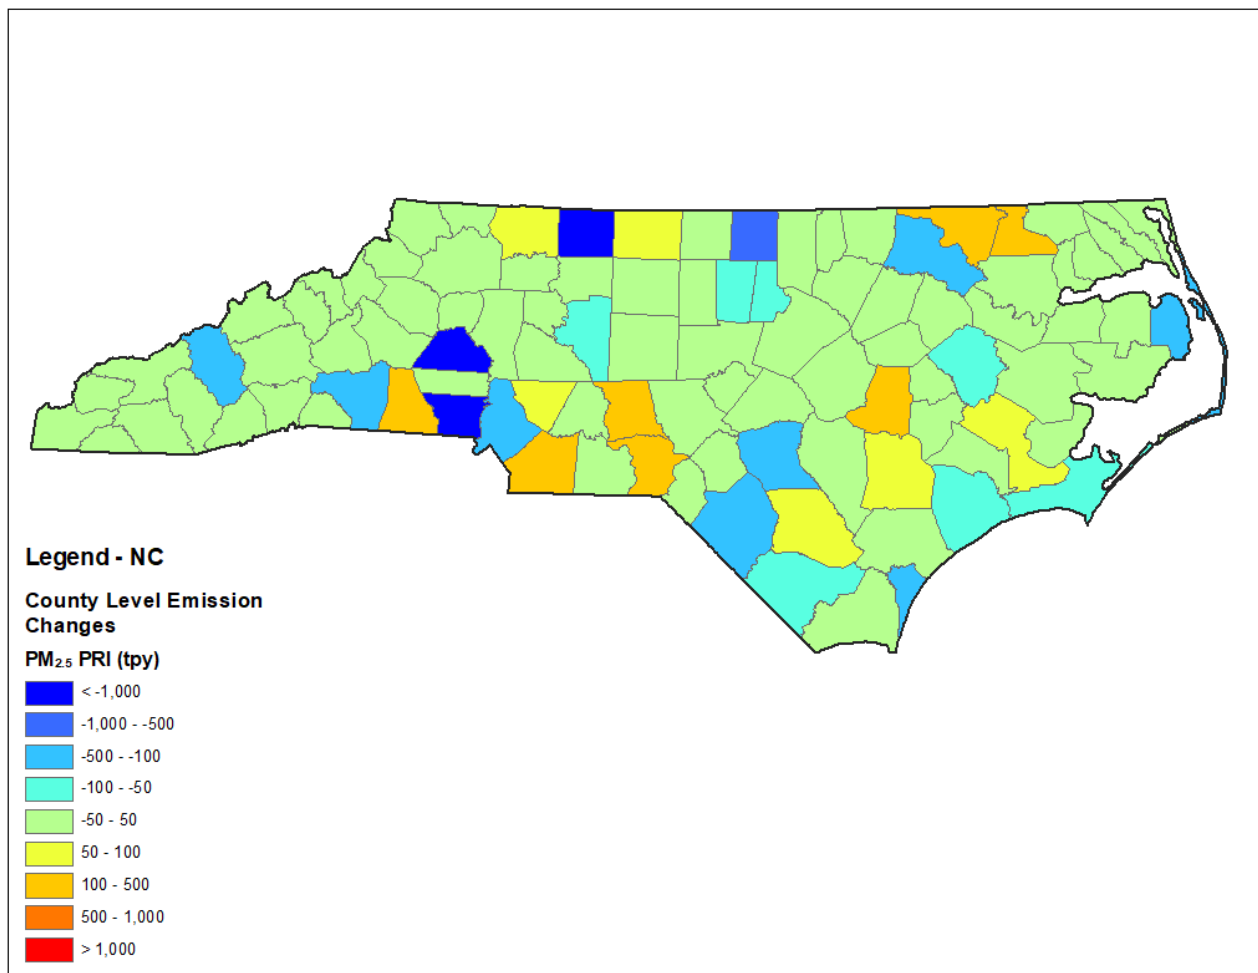 Legend - NC
County Level Emission
Changes
PM2.5 PRI (tpy)
< -1,000
-1,000 - -500
-500 - -100
-100 - -50
-50 - 50
50 - 100
100 - 500
500 - 1,000
> 1,000